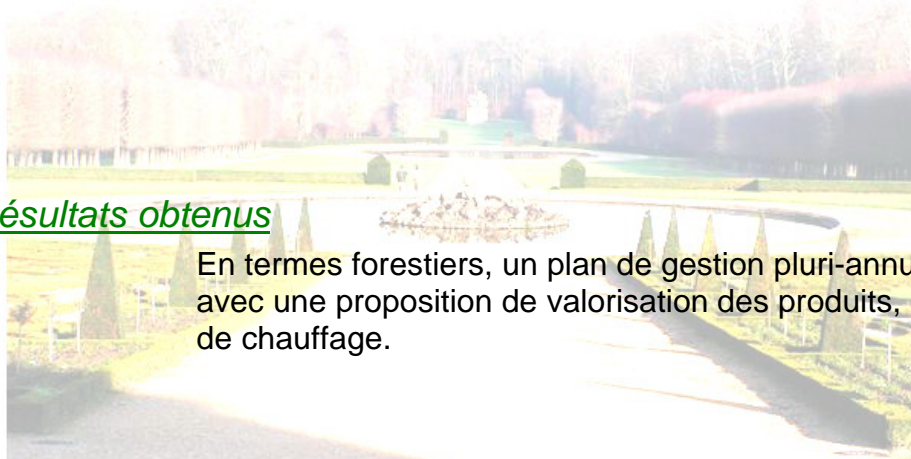 ésultats obtenus
En termes forestiers, un plan de gestion pluri-annu
avec une proposition de valorisation des produits,
de chauffage.